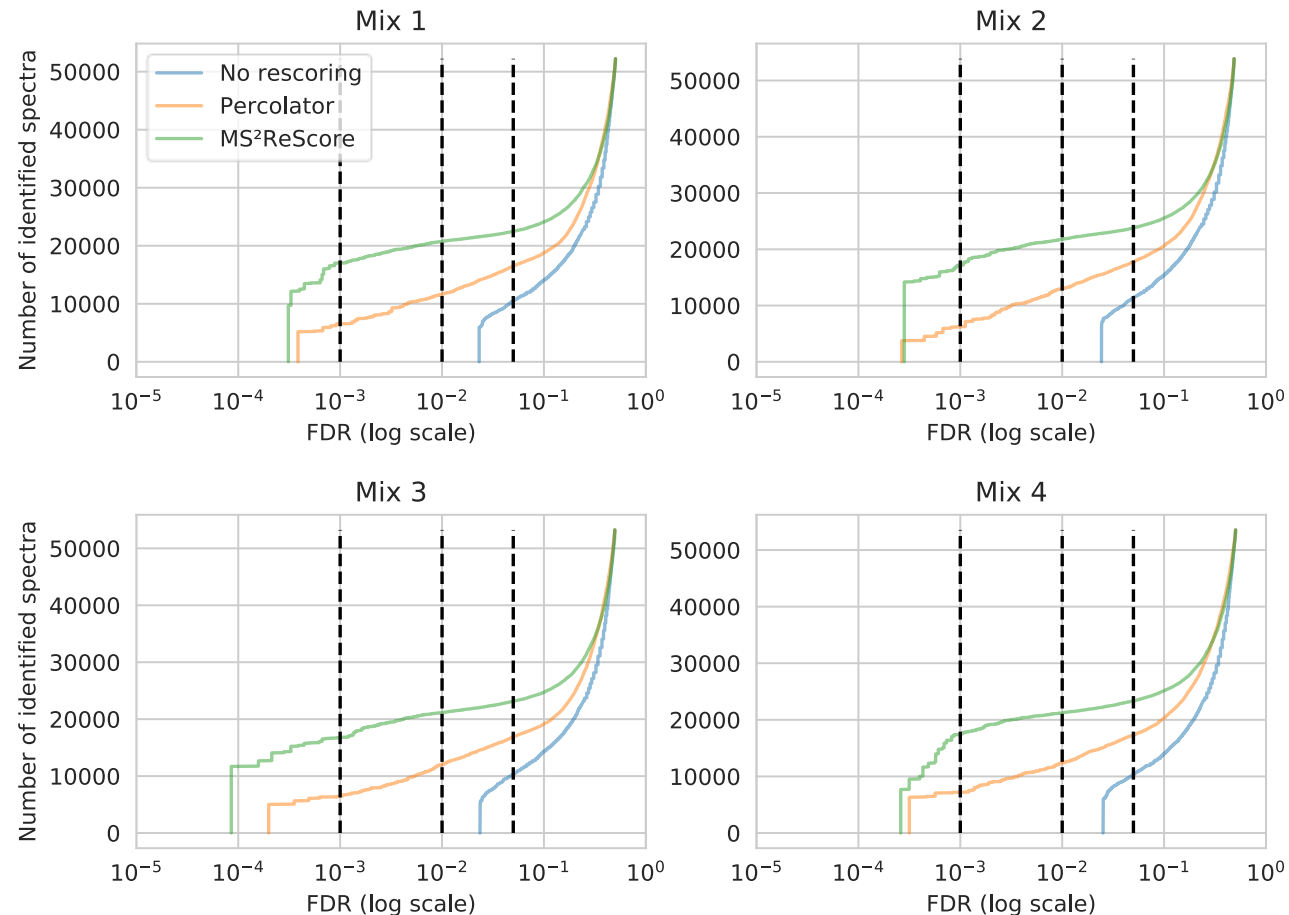 Mix 1
Number of identified spectra
50000
40000
30000
20000
10000
0
No rescoring
Percolator
MS²ReScore
10⁻⁵ 10⁻⁴ 10⁻³ 10⁻² 10⁻¹ 10⁰
FDR (log scale)
Mix 2
50000
40000
30000
20000
10000
0
10⁻⁵ 10⁻⁴ 10⁻³ 10⁻² 10⁻¹ 10⁰
FDR (log scale)
Mix 3
Number of identified spectra
50000
40000
30000
20000
10000
0
10⁻⁵ 10⁻⁴ 10⁻³ 10⁻² 10⁻¹ 10⁰
FDR (log scale)
Mix 4
50000
40000
30000
20000
10000
0
10⁻⁵ 10⁻⁴ 10⁻³ 10⁻² 10⁻¹ 10⁰
FDR (log scale)